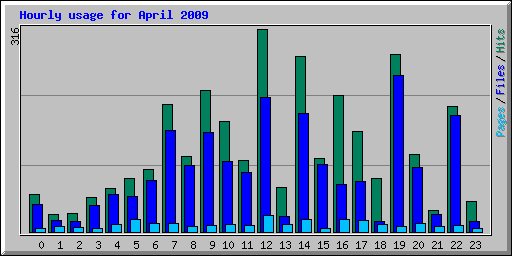 Hourly usage for April 2009
316
Pages / Files / Hits
0 1 2 3 4 5 6 7 8 9 10 11 12 13 14 15 16 17 18 19 20 21 22 23